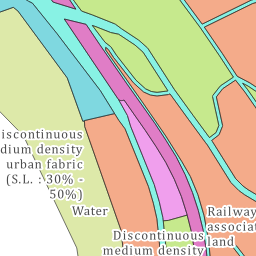 iscontinuous
dium density
urban fabric
(S.L. : 30% -
50%)
Water
Discontinuous
medium density
Railway
associat
land